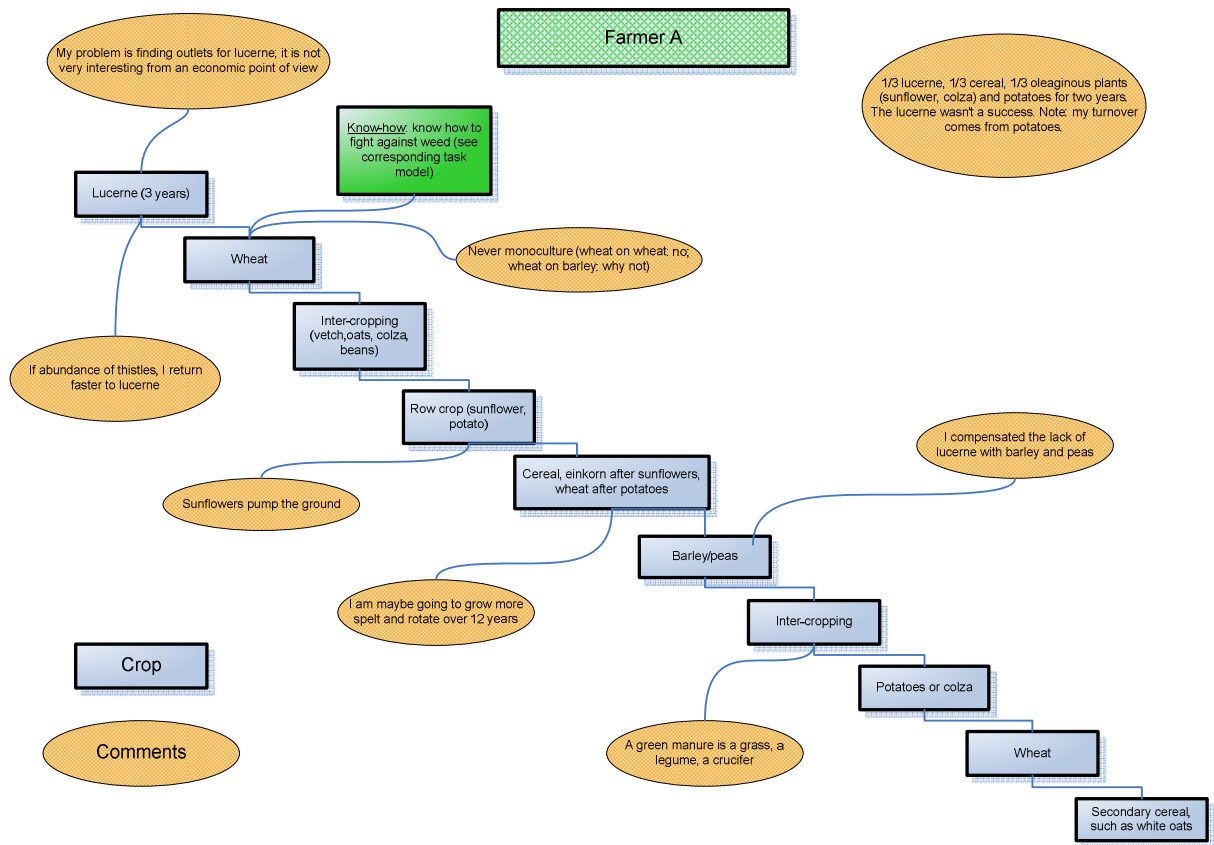 Farmer A
My problem is finding outlets for lucerne; it is not
very interesting from an economic point of view
1/3 lucerne, 1/3 cereal, 1/3 oleaginous plants
(sunflower, colza) and potatoes for two years.
The lucerne wasn't a success. Note: my turnover
comes from potatoes.
Know-how: know how to
fight against weed (see
corresponding task
model)
Lucerne (3 years)
Wheat
Never monoculture (wheat on wheat: no;
wheat on barley: why not)
Inter-cropping
(vetch,oats, colza,
beans)
If abundance of thistles, I return
faster to lucerne
Row crop (sunflower,
potato)
I compensated the lack of
lucerne with barley and peas
Cereal, einkorn after sunflowers,
wheat after potatoes
Sunflowers pump the ground
Barley/peas
I am maybe going to grow more
spelt and rotate over 12 years
Inter-cropping
Crop
Potatoes or colza
Comments
A green manure is a grass, a
legume, a crucifer
Wheat
Secondary cereal,
such as white oats